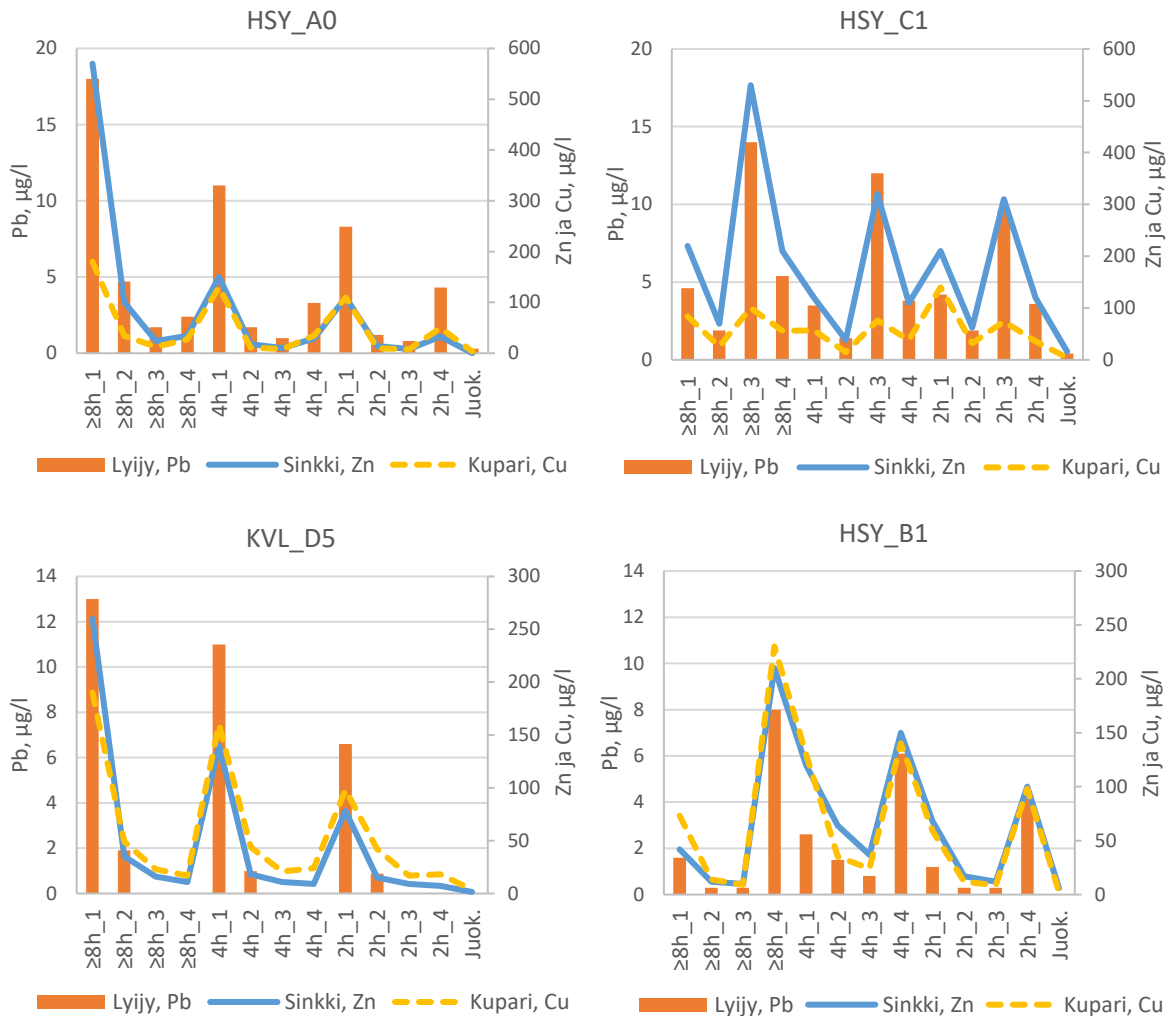 HSY_A0
20
15
10
5
0
600
500
400
300
200
100
0
Pb, µg/l
Zn ja Cu, µg/l
≥8h_1
≥8h_2
≥8h_3
≥8h_4
4h_1
4h_2
4h_3
4h_4
2h_1
2h_2
2h_3
2h_4
Juok.
Lyijy, Pb
Sinkki, Zn
Kupari, Cu
HSY_C1
20
15
10
5
0
600
500
400
300
200
100
0
Pb, µg/l
Zn ja Cu, µg/l
≥8h_1
≥8h_2
≥8h_3
≥8h_4
4h_1
4h_2
4h_3
4h_4
2h_1
2h_2
2h_3
2h_4
Juok.
Lyijy, Pb
Sinkki, Zn
Kupari, Cu
KVL_D5
14
12
10
8
6
4
2
0
300
250
200
150
100
50
0
Pb, µg/l
Zn ja Cu, µg/l
≥8h_1
≥8h_2
≥8h_3
≥8h_4
4h_1
4h_2
4h_3
4h_4
2h_1
2h_2
2h_3
2h_4
Juok.
Lyijy, Pb
Sinkki, Zn
Kupari, Cu
HSY_B1
14
12
10
8
6
4
2
0
300
250
200
150
100
50
0
Pb, µg/l
Zn ja Cu, µg/l
≥8h_1
≥8h_2
≥8h_3
≥8h_4
4h_1
4h_2
4h_3
4h_4
2h_1
2h_2
2h_3
2h_4
Juok.
Lyijy, Pb
Sinkki, Zn
Kupari, Cu